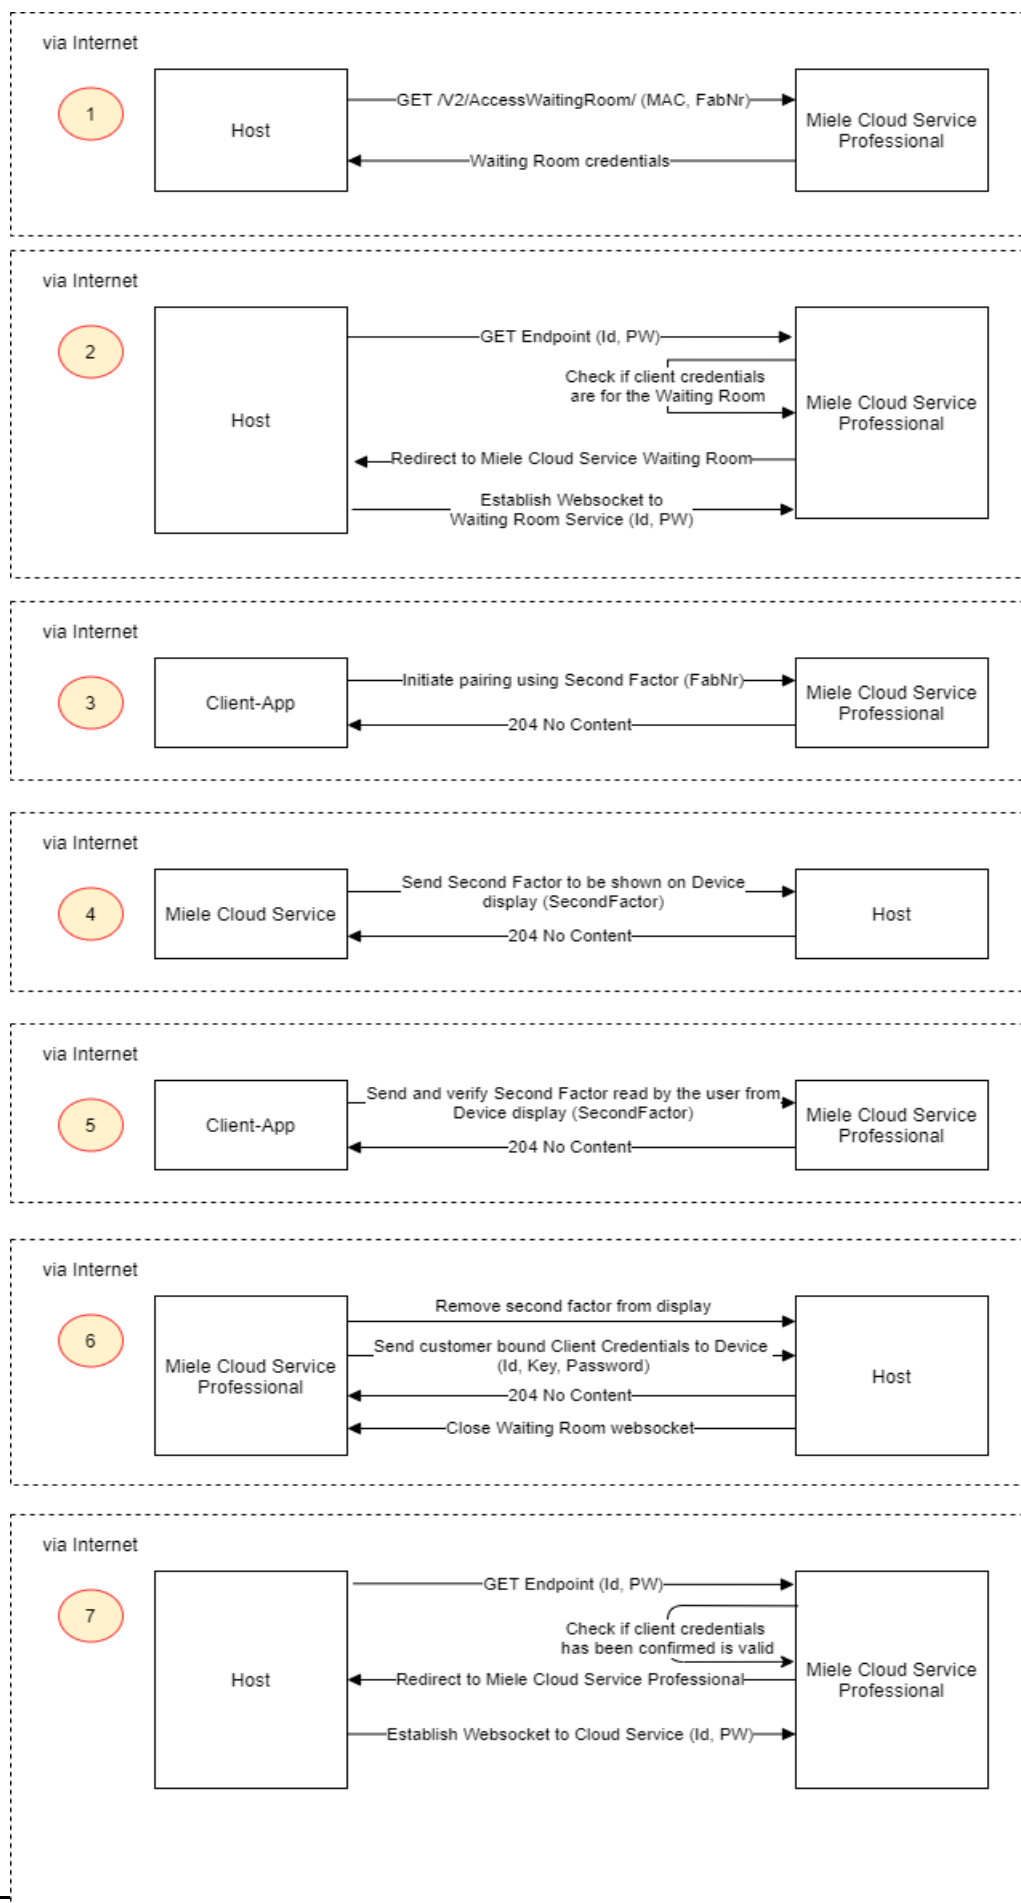 via Internet
1
Host
GET /V2/AccessWaitingRoom/ (MAC, FabNr)
Waiting Room credentials
Miele Cloud Service
Professional
via Internet
2
Host
GET Endpoint (Id, PW)
Check if client credentials
are for the Waiting Room
Redirect to Miele Cloud Service Waiting Room
Establish Websocket to
Waiting Room Service (Id, PW)
Miele Cloud Service
Professional
via Internet
3
Client-App
Initiate pairing using Second Factor (FabNr)
204 No Content
Miele Cloud Service
Professional
via Internet
4
Miele Cloud Service
Send Second Factor to be shown on Device
display (SecondFactor)
204 No Content
Host
via Internet
5
Client-App
Send and verify Second Factor read by the user from
Device display (SecondFactor)
204 No Content
Miele Cloud Service
Professional
via Internet
6
Miele Cloud Service
Professional
Remove second factor from display
Send customer bound Client Credentials to Device
(Id, Key, Password)
204 No Content
Close Waiting Room websocket
Host
via Internet
7
Host
GET Endpoint (Id, PW)
Check if client credentials
has been confirmed is valid
Redirect to Miele Cloud Service Professional
Establish Websocket to Cloud Service (Id, PW)
Miele Cloud Service
Professional